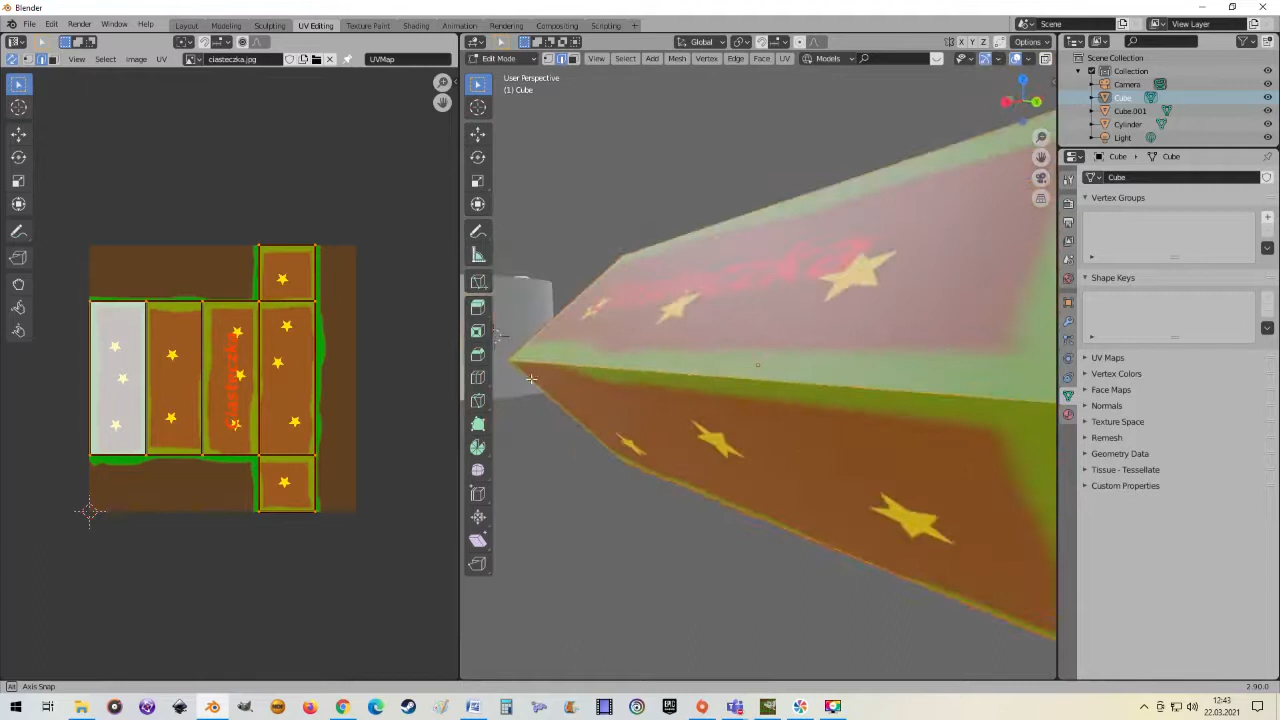 Blender
File Edit Render Window Help
Layout Modeling Sculpting UV Editing Texture Paint Shading Animation Rendering Compositing Scripting +
Scene
View Layer
View Select Image UV
ciasteczka.jpg
UVMap
Global
X Y Z
Options
Edit Mode
View Select Add Mesh Vertex Edge Face UV
Models
User Perspective
(1) Cube
ciasteczka
Scene Collection
Collection
Camera
Cube
Cube.001
Cylinder
Light
Cube
Cube
Cube
Vertex Groups
Shape Keys
UV Maps
Vertex Colors
Face Maps
Normals
Texture Space
Remesh
Geometry Data
Tissue - Tessellate
Custom Properties
Axis Snap
2.90.0
12:43
22.03.2021